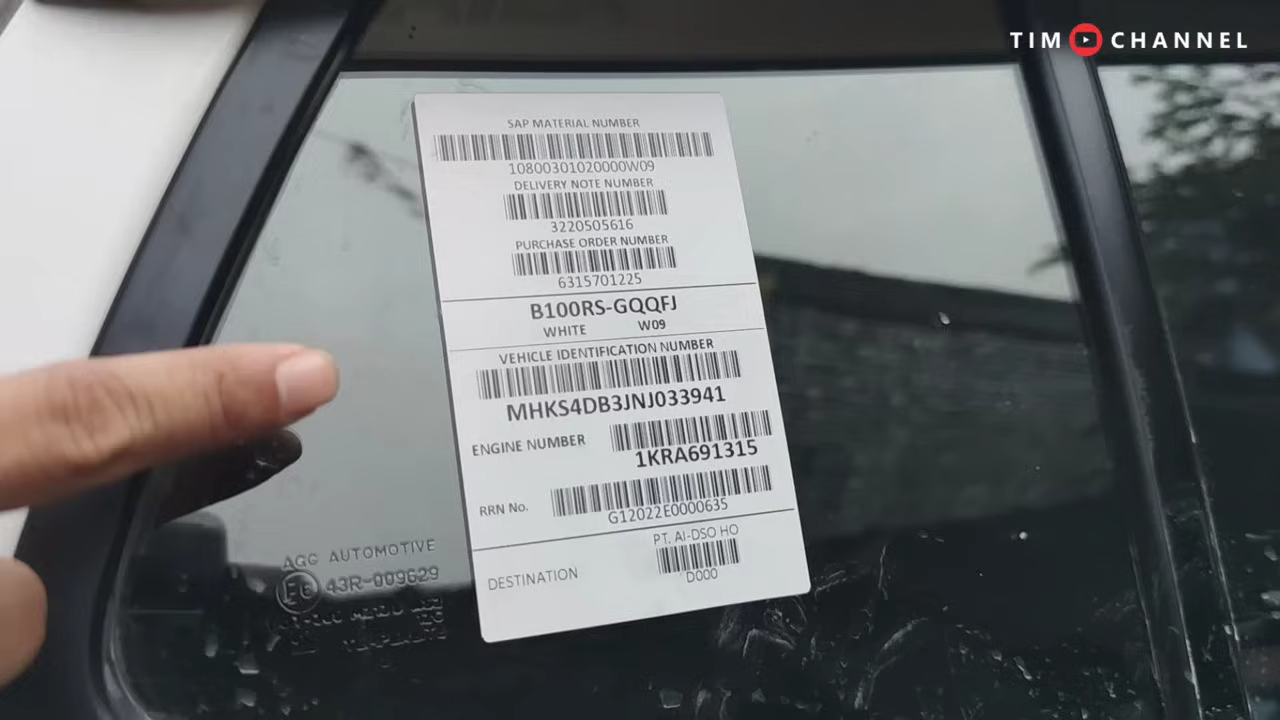 TIM CHANNEL
SAP MATERIAL NUMBER
10800301020000W09
DELIVERY NOTE NUMBER
3220505616
PURCHASE ORDER NUMBER
6315701225
B100RS-GQQFJ
WHITE W09
VEHICLE IDENTIFICATION NUMBER
MHKS4DB3JNJ033941
ENGINE NUMBER
1KRA691315
RRN No.
G12022E0000635
PT. AI-DSO HO
DESTINATION
D000
AGC AUTOMOTIVE
43R-009629